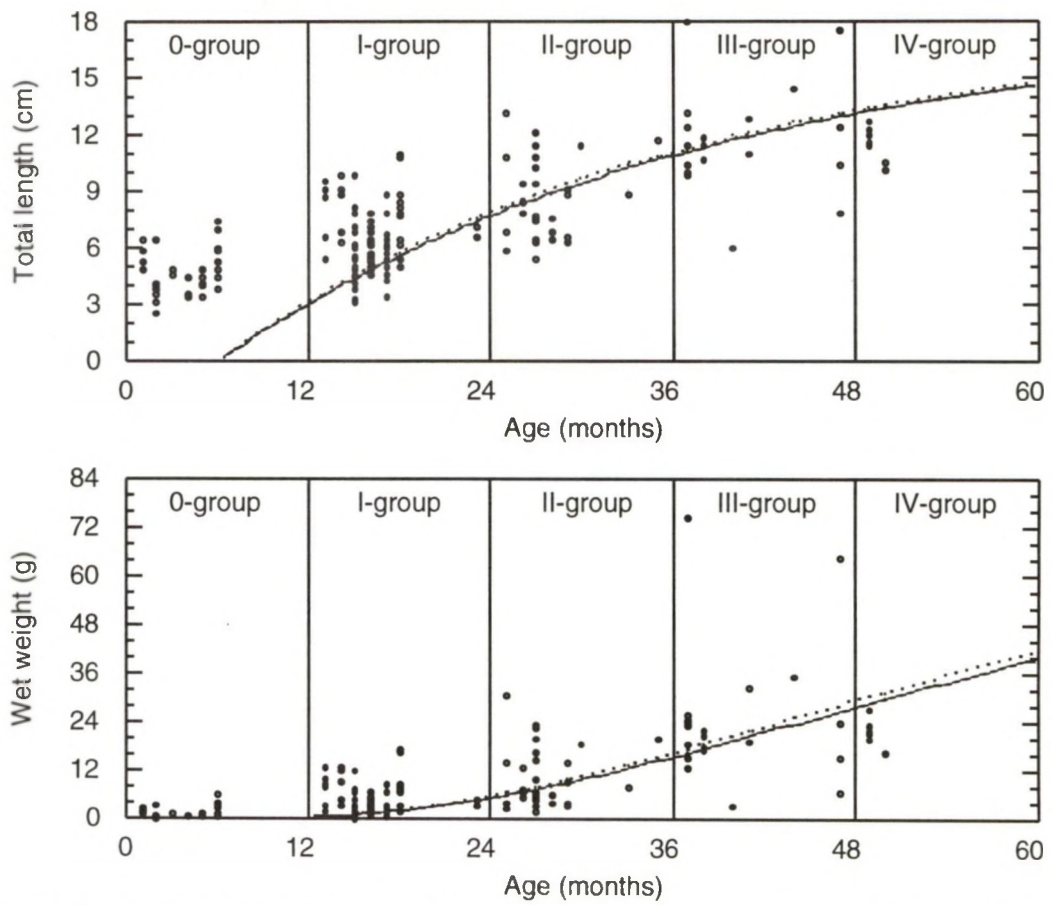 18
15
12
9
6
3
0
Total length (cm)
0-group I-group II-group III-group IV-group
0 12 24 36 48 60
Age (months)
84
72
60
48
36
24
12
0
Wet weight (g)
0-group I-group II-group III-group IV-group
0 12 24 36 48 60
Age (months)